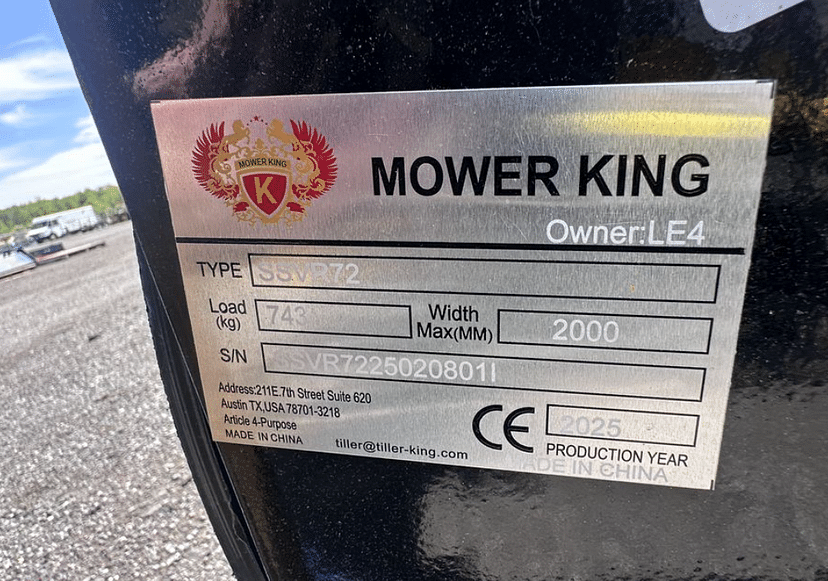 MOWER KING
K
MOWER KING
Owner:LE4
TYPE SSVR72
Load (kg) 743
Width Max(MM) 2000
S/N SSVR7225020801I
Address:211E.7th Street Suite 620
Austin TX,USA 78701-3218
Article 4-Purpose
MADE IN CHINA
tiller@tiller-king.com
CE 2025
PRODUCTION YEAR
MADE IN CHINA